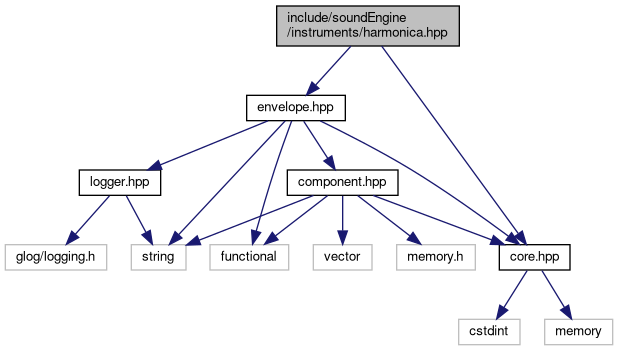 include/soundEngine
/instruments/harmonica.hpp
envelope.hpp
logger.hpp
component.hpp
glog/logging.h
string
functional
vector
memory.h
core.hpp
cstdint
memory